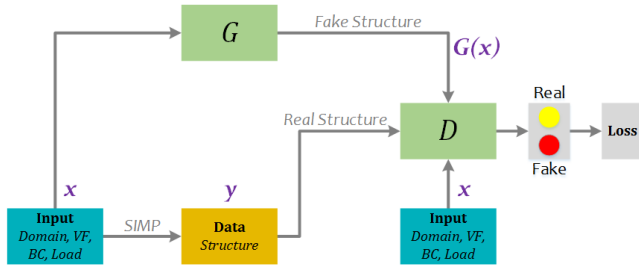 G
Fake Structure
G(x)
Real
Real Structure
D
Loss
Fake
x
y
x
Input
Domain, VF,
BC, Load
SIMP
Data
Structure
Input
Domain, VF,
BC, Load